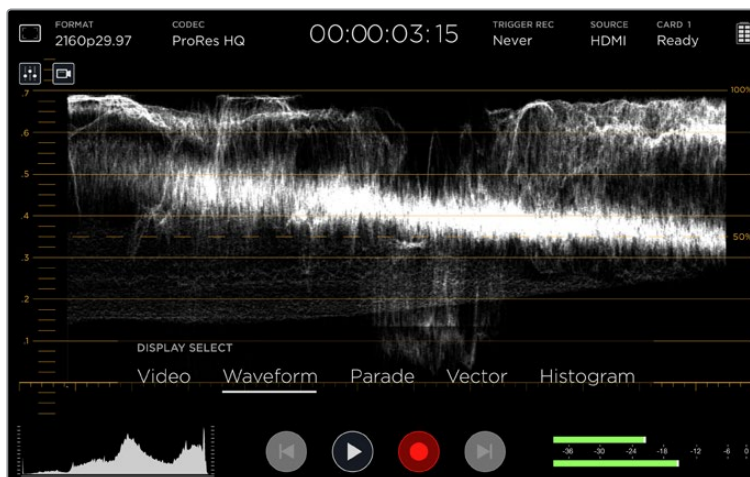 FORMAT
2160p29.97
CODEC
ProRes HQ
00:00:03:15
TRIGGER REC
Never
SOURCE
HDMI
CARD 1
Ready
.7
100%
.6
.5
.4
50%
.3
.2
.1
DISPLAY SELECT
Video Waveform Parade Vector Histogram
-36 -30 -24 -18 -12 -6 0